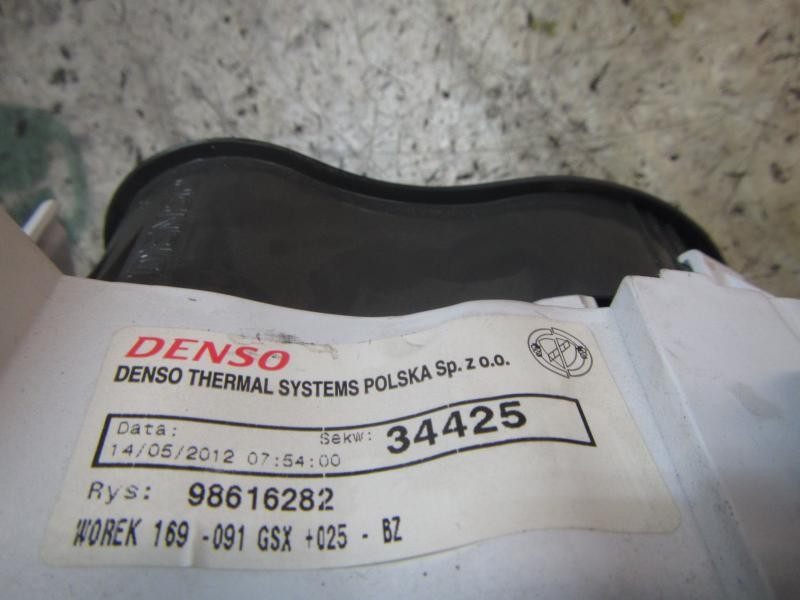 DENSO
DENSO THERMAL SYSTEMS POLSKA Sp. z o.o.
Data: Sekw: 34425
14/05/2012 07:54:00
Rys: 98616282
WOREK 169 -091 GSX +025 - BZ